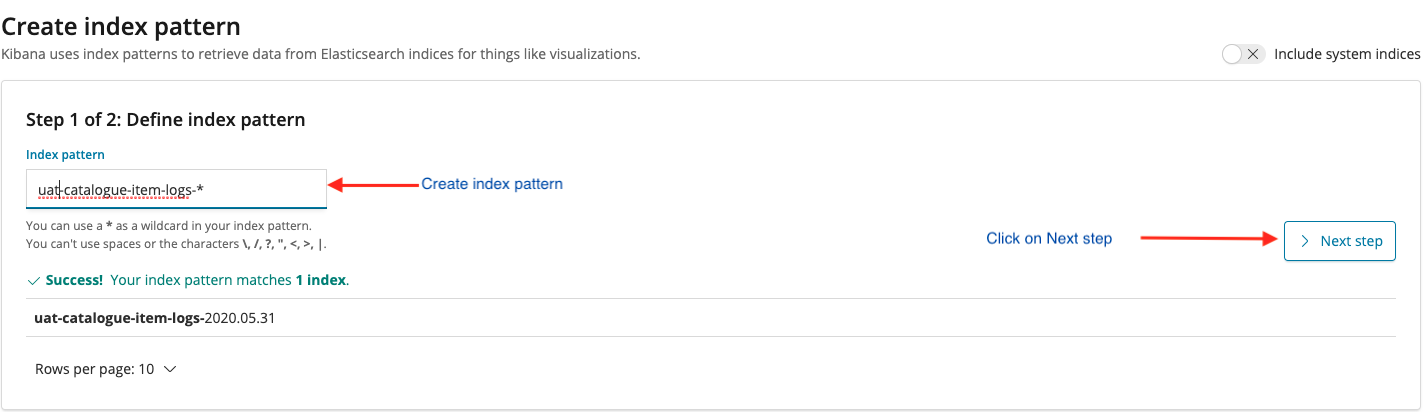 Create index pattern
Kibana uses index patterns to retrieve data from Elasticsearch indices for things like visualizations.
Include system indices
Step 1 of 2: Define index pattern
Index pattern
uat-catalogue-item-logs-*
Create index pattern
You can use a * as a wildcard in your index pattern.
You can't use spaces or the characters \, /, ?, ", <, >, |.
Click on Next step
Next step
Success! Your index pattern matches 1 index.
uat-catalogue-item-logs-2020.05.31
Rows per page: 10